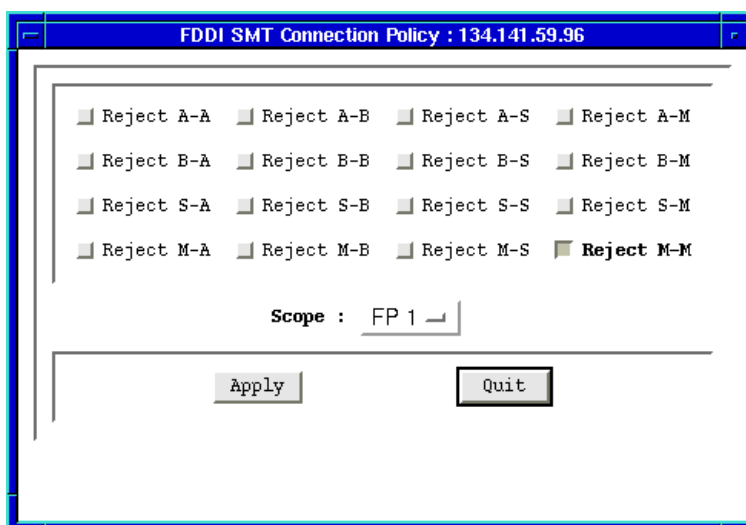 FDDI SMT Connection Policy : 134.141.59.96
Reject A-A Reject A-B Reject A-S Reject A-M
Reject B-A Reject B-B Reject B-S Reject B-M
Reject S-A Reject S-B Reject S-S Reject S-M
Reject M-A Reject M-B Reject M-S Reject M-M
Scope : FP 1
Apply Quit